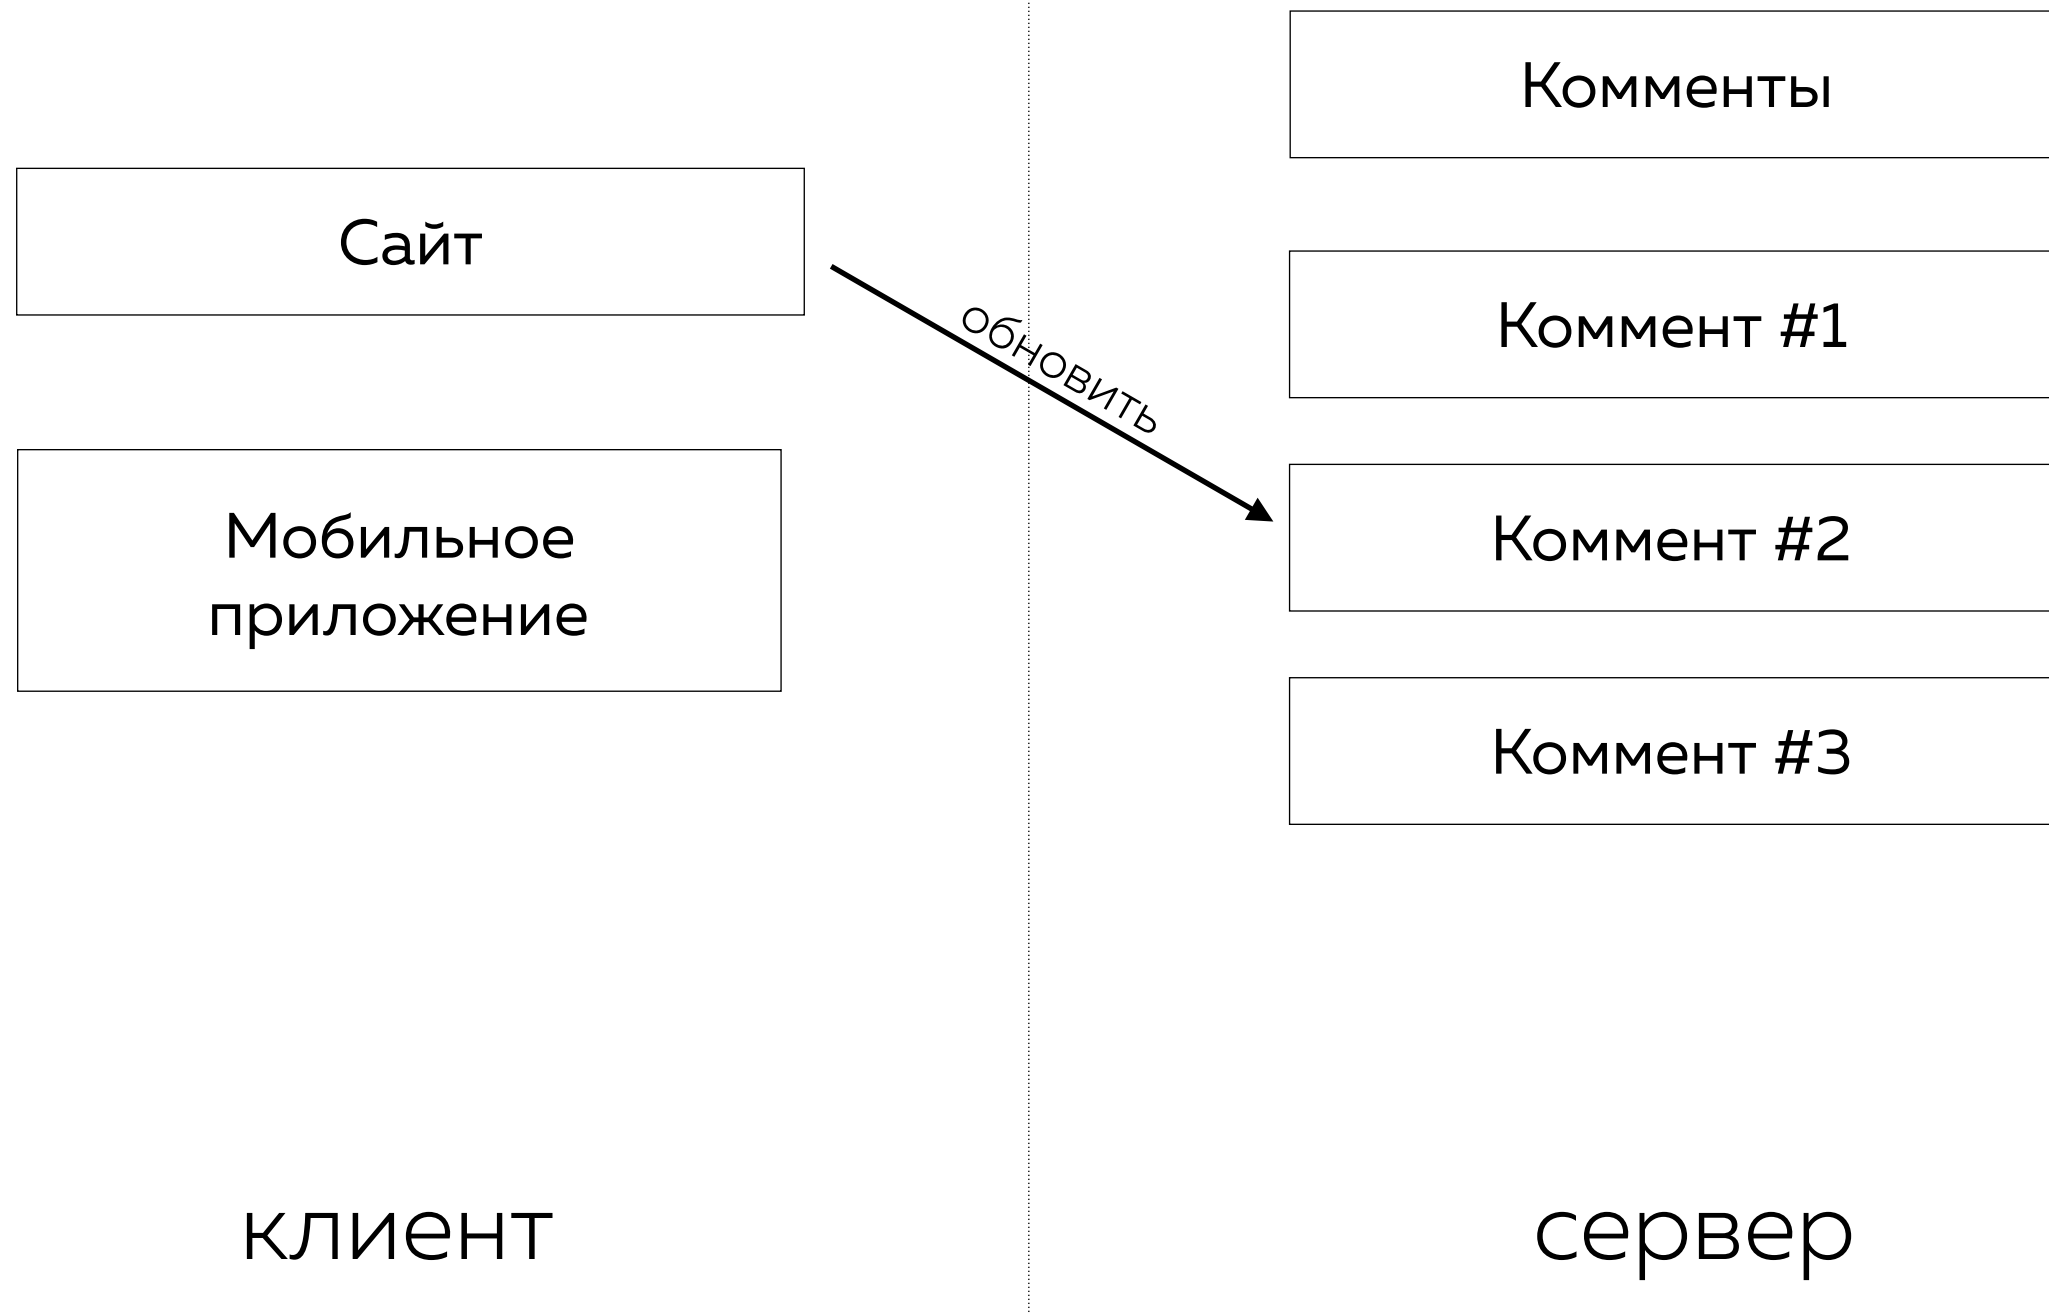 Комменты
Сайт
обновить
Коммент #1
Мобильное
приложение
Коммент #2
Коммент #3
клиент
сервер